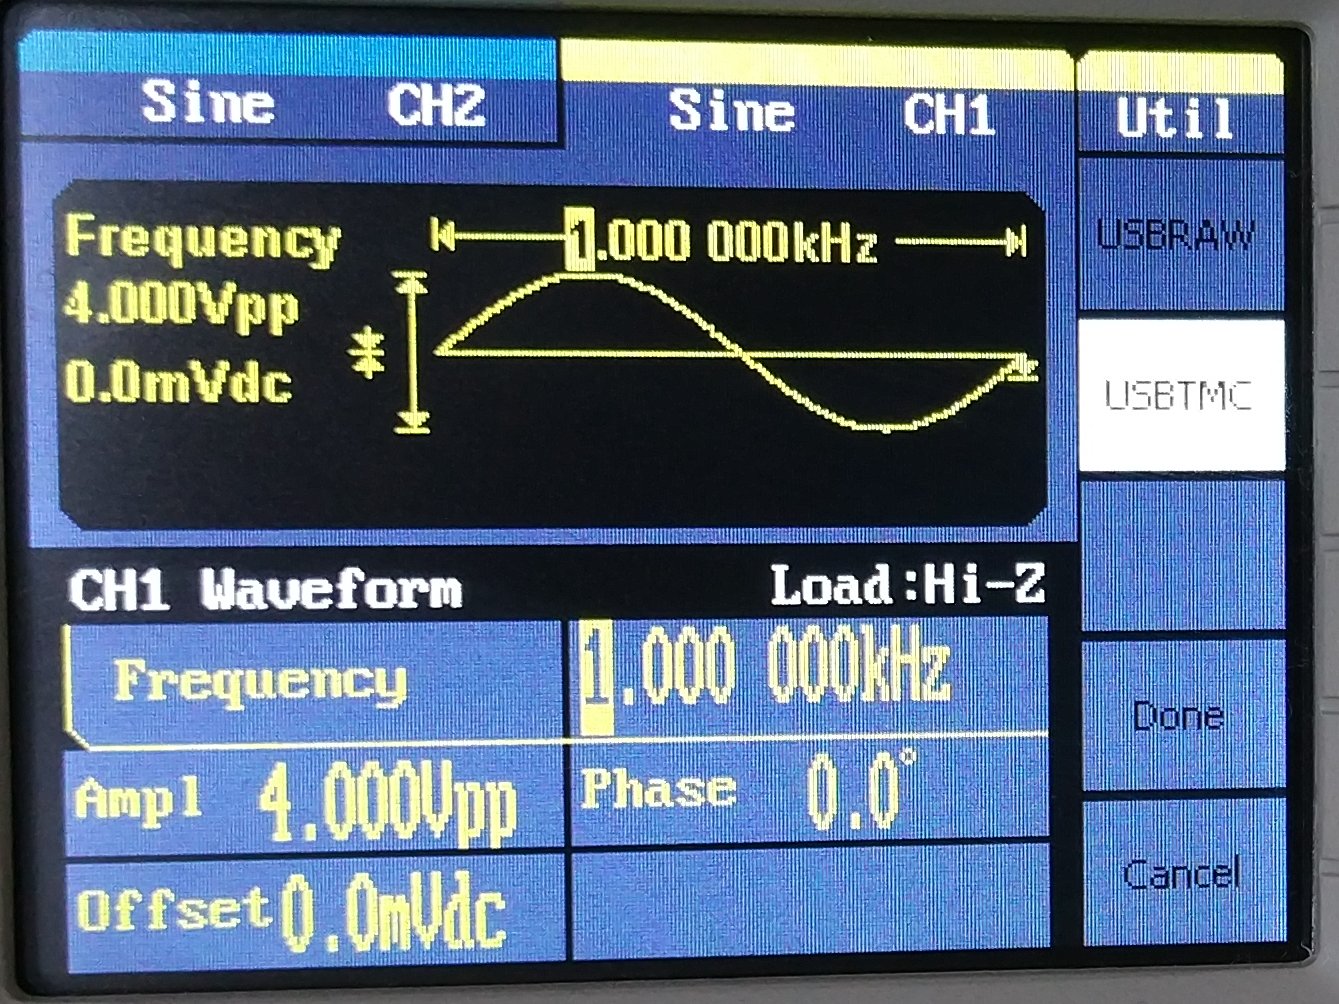 Sine CH2
Sine CH1
Util
Frequency
1.000 000kHz
4.000Vpp
0.0mVdc
USBRAW
USBTMC
CH1 Waveform
Load:Hi-Z
Frequency
1.000 000kHz
Ampl 4.000Vpp
Phase 0.0°
Offset 0.0mVdc
Done
Cancel